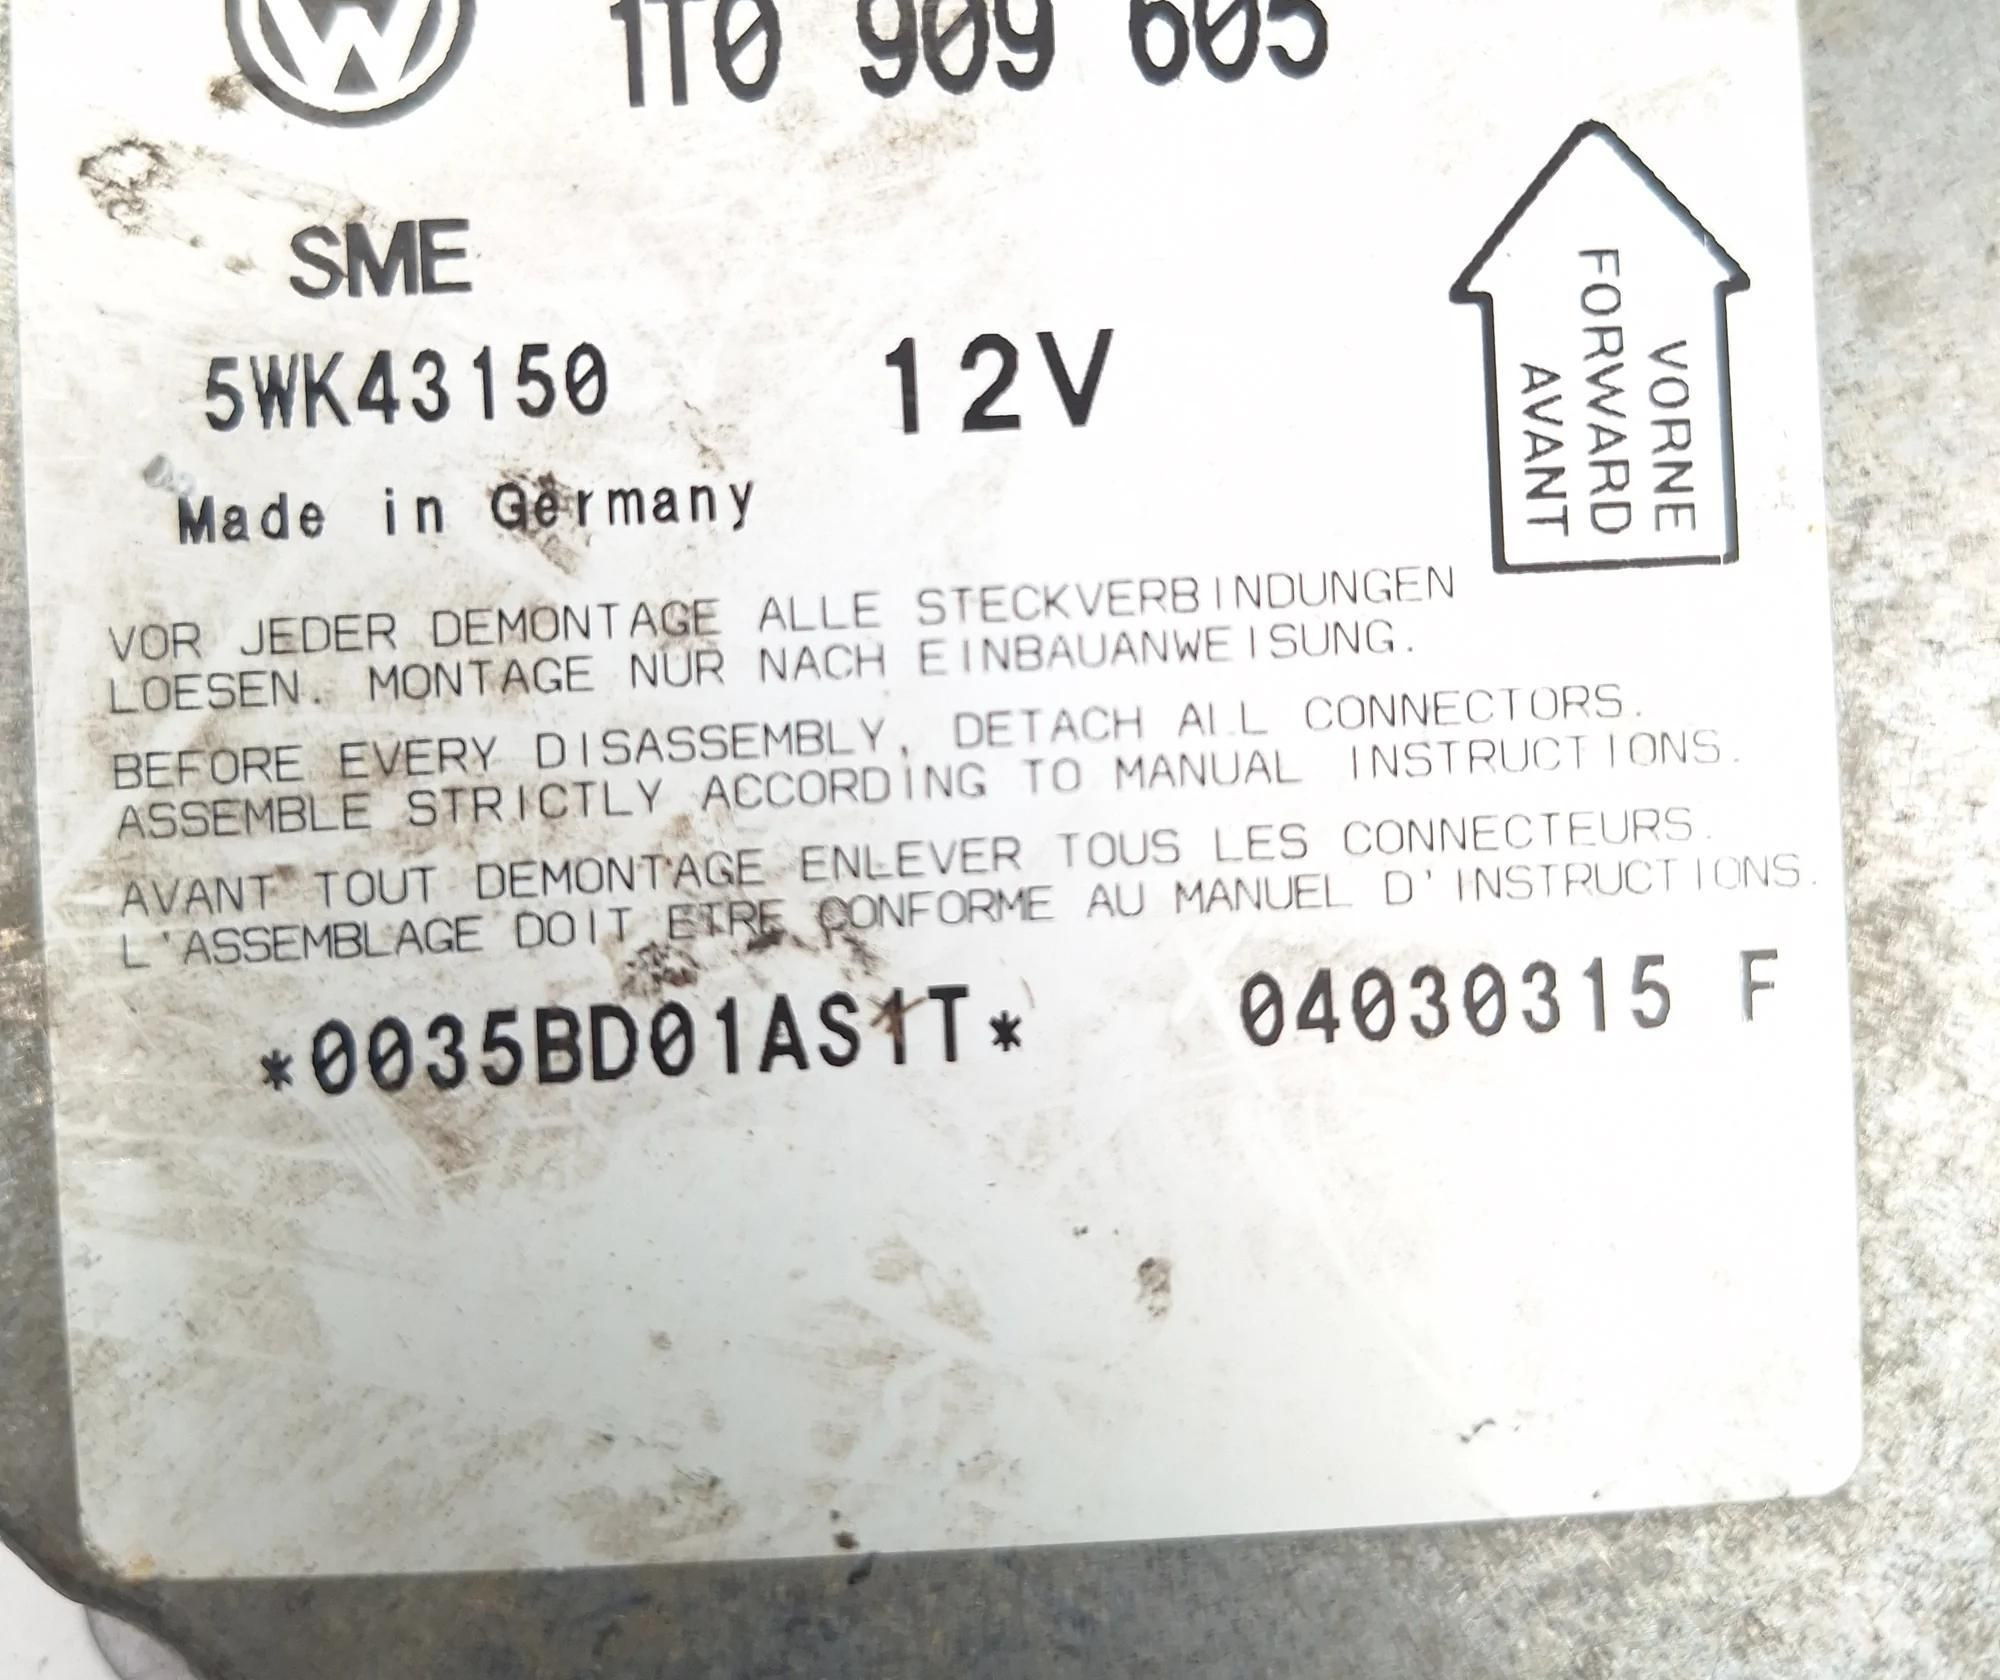 1T0 909 605
SME
5WK43150 12V
Made in Germany
VORNE
FORWARD
AVANT
VOR JEDER DEMONTAGE ALLE STECKVERBINDUNGEN
LOESEN. MONTAGE NUR NACH EINBAUANWEISUNG.
BEFORE EVERY DISASSEMBLY, DETACH ALL CONNECTORS.
ASSEMBLE STRICTLY ACCORDING TO MANUAL INSTRUCTIONS.
AVANT TOUT DEMONTAGE ENLEVER TOUS LES CONNECTEURS.
L'ASSEMBLAGE DOIT ETRE CONFORME AU MANUEL D'INSTRUCTIONS.
*0035BD01AS1T* 04030315 F